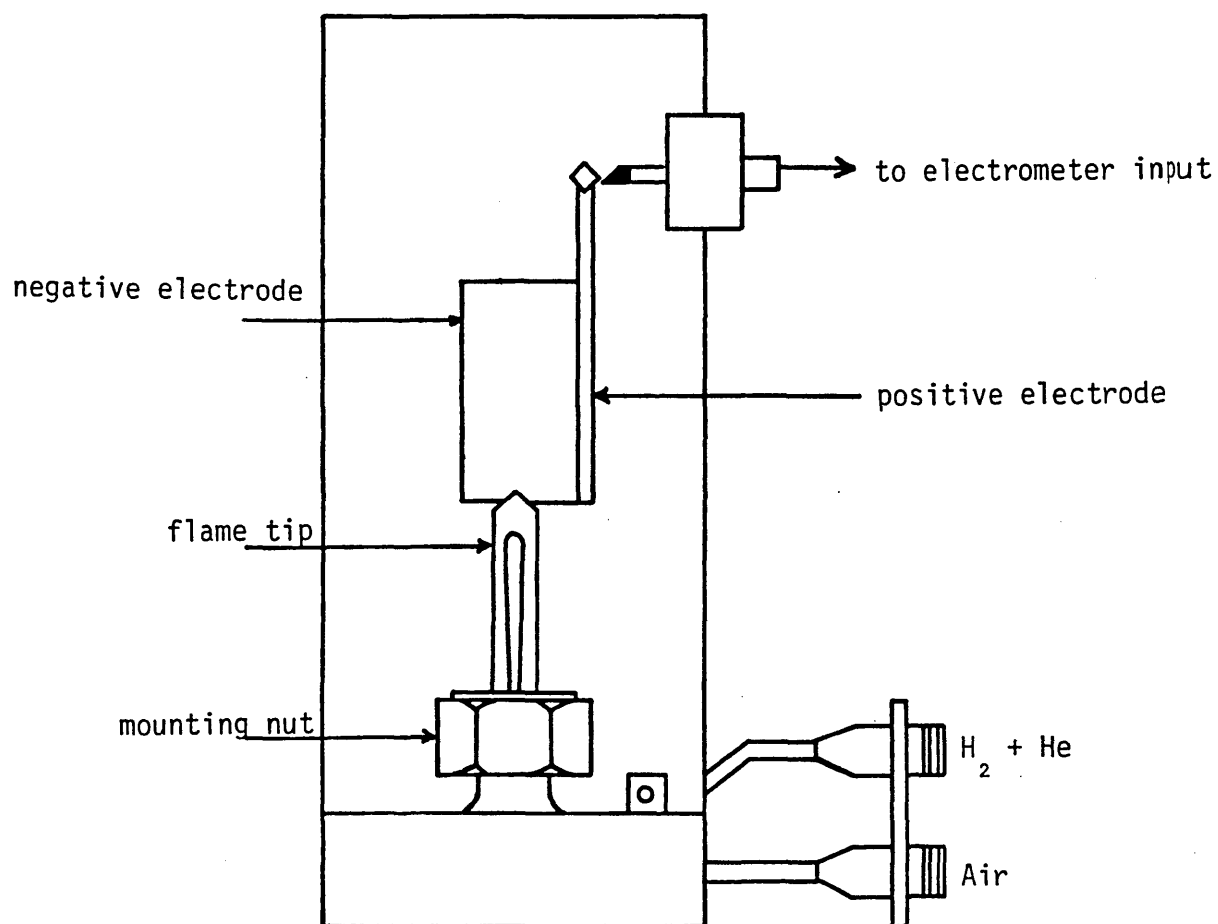 to electrometer input
negative electrode
positive electrode
flame tip
mounting nut
H₂ + He
Air